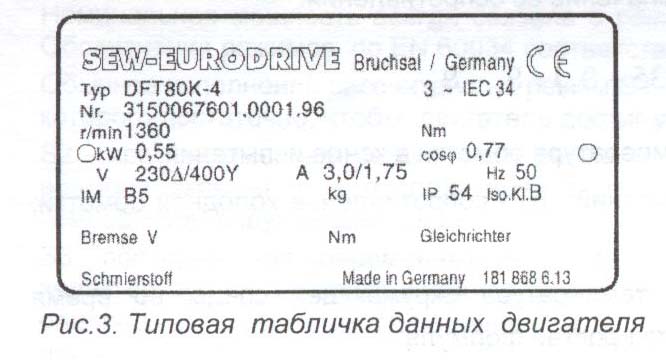 SEW-EURODRIVE Bruchsal / Germany CE
Typ DFT80K-4 3 ~ IEC 34
Nr. 3150067601.0001.96
r/min 1360 Nm
kW 0,55 cosφ 0,77
V 230Δ/400Y A 3,0/1,75 Hz 50
IM B5 kg IP 54 Iso.Kl.B
Bremse V Nm Gleichrichter
Schmierstoff Made in Germany 181 868 6.13
Рис.3. Типовая табличка данных двигателя